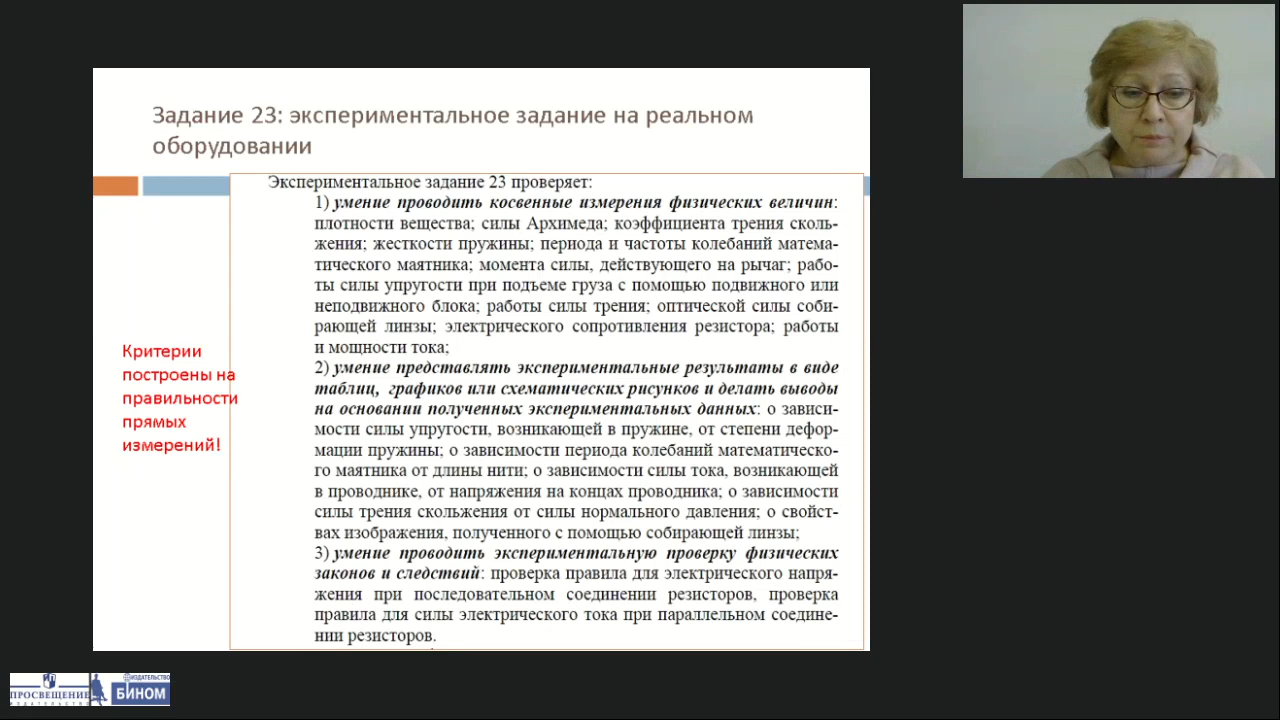 Задание 23: экспериментальное задание на реальном
оборудовании
Экспериментальное задание 23 проверяет:
1) умение проводить косвенные измерения физических величин:
плотности вещества; силы Архимеда; коэффициента трения сколь-
жения; жесткости пружины; периода и частоты колебаний матема-
тического маятника; момента силы, действующего на рычаг; рабо-
ты силы упругости при подъеме груза с помощью подвижного или
неподвижного блока; работы силы трения; оптической силы соби-
рающей линзы; электрического сопротивления резистора; работы
и мощности тока;
2) умение представлять экспериментальные результаты в виде
таблиц, графиков или схематических рисунков и делать выводы
на основании полученных экспериментальных данных: о зависи-
мости силы упругости, возникающей в пружине, от степени дефор-
мации пружины; о зависимости периода колебаний математическо-
го маятника от длины нити; о зависимости силы тока, возникающей
в проводнике, от напряжения на концах проводника; о зависимости
силы трения скольжения от силы нормального давления; о свойст-
вах изображения, полученного с помощью собирающей линзы;
3) умение проводить экспериментальную проверку физических
законов и следствий: проверка правила для электрического напря-
жения при последовательном соединении резисторов, проверка
правила для силы электрического тока при параллельном соедине-
нии резисторов.
Критерии
построены на
правильности
прямых
измерений!
ПРОСВЕЩЕНИЕ
ИЗДАТЕЛЬСТВО
ИЗДАТЕЛЬСТВО
БИНОМ